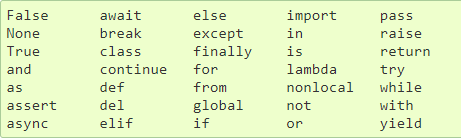 False await else import pass
None break except in raise
True class finally is return
and continue for lambda try
as def from nonlocal while
assert del global not with
async elif if or yield